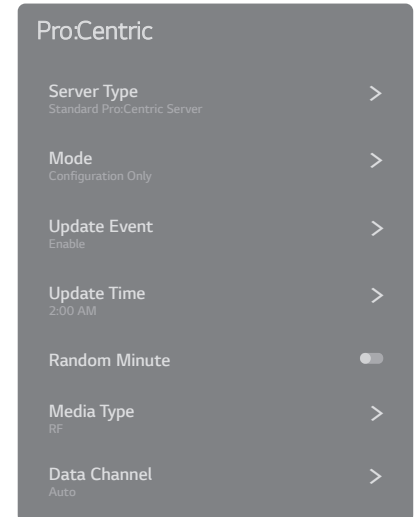 Pro:Centric
Server Type
Standard Pro:Centric Server
Mode
Configuration Only
Update Event
Enable
Update Time
2:00 AM
Random Minute
Media Type
RF
Data Channel
Auto